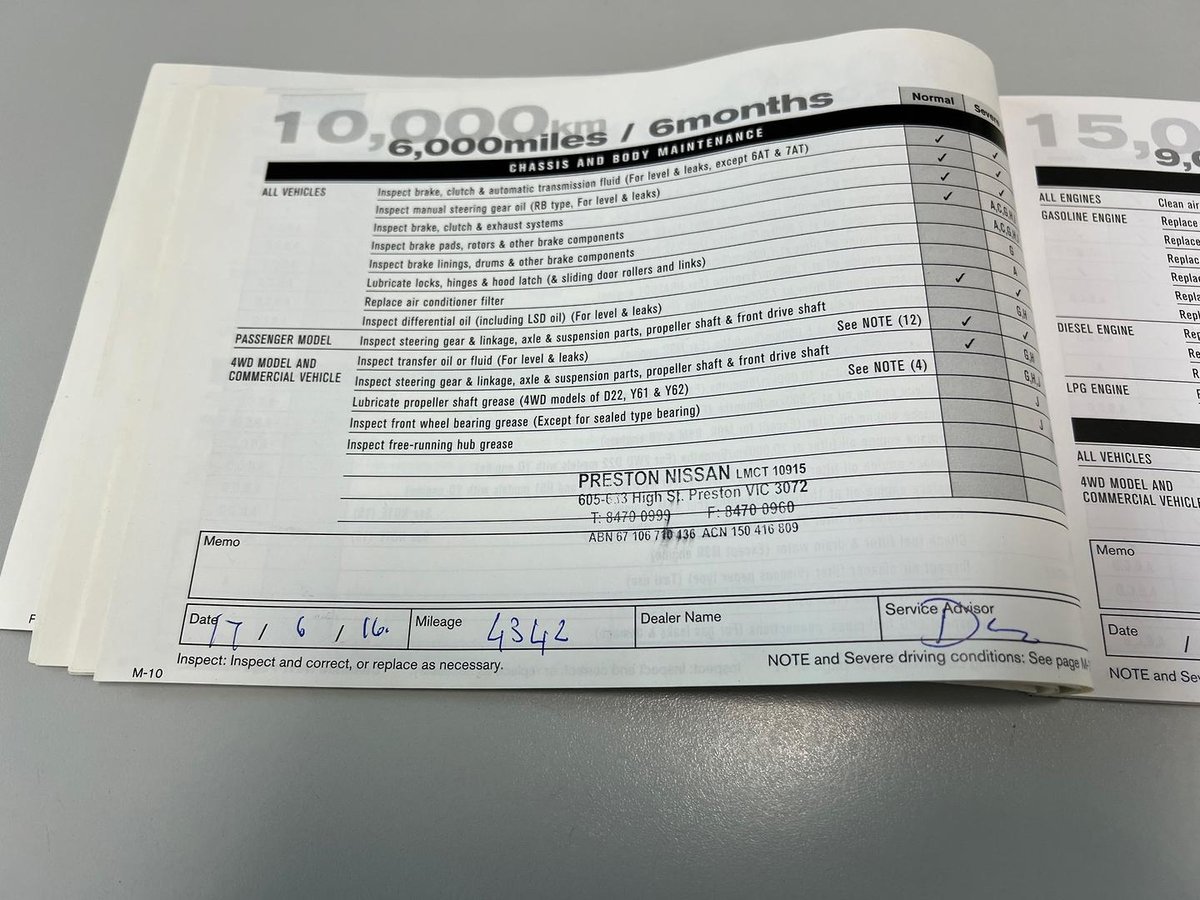 10,000km
6,000miles / 6months
Normal
CHASSIS AND BODY MAINTENANCE
ALL VEHICLES
Inspect brake, clutch & automatic transmission fluid (For level & leaks, except 6AT & 7AT) ✓ ✓
Inspect manual steering gear oil (RB type, For level & leaks) ✓ ✓
Inspect brake, clutch & exhaust systems ✓ ✓
Inspect brake pads, rotors & other brake components ✓
Inspect brake linings, drums & other brake components
Lubricate locks, hinges & hood latch (& sliding door rollers and links) G
Replace air conditioner filter A
Inspect differential oil (including LSD oil) (For level & leaks) ✓ ✓
PASSENGER MODEL
Inspect steering gear & linkage, axle & suspension parts, propeller shaft & front drive shaft G,H
4WD MODEL AND
COMMERCIAL VEHICLE
Inspect transfer oil or fluid (For level & leaks) See NOTE (12) ✓ ✓
Inspect steering gear & linkage, axle & suspension parts, propeller shaft & front drive shaft ✓ G,H
Lubricate propeller shaft grease (4WD models of D22, Y61 & Y62) See NOTE (4) G,H,J
Inspect front wheel bearing grease (Except for sealed type bearing) J
Inspect free-running hub grease J
PRESTON NISSAN LMCT 10915
605-633 High St. Preston VIC 3072
T: 8470 0999 F: 8470 0960
ABN 67 106 710 436 ACN 150 416 809
Memo
Date 17 / 6 / 16.
Mileage 4342
Dealer Name
Service Advisor
Inspect: Inspect and correct, or replace as necessary.
NOTE and Severe driving conditions: See page
M-10
15,0
ALL ENGINES
Clean air
GASOLINE ENGINE
Replace
DIESEL ENGINE
LPG ENGINE
ALL VEHICLES
4WD MODEL AND
COMMERCIAL VEHICLE
Memo
Date /
NOTE and